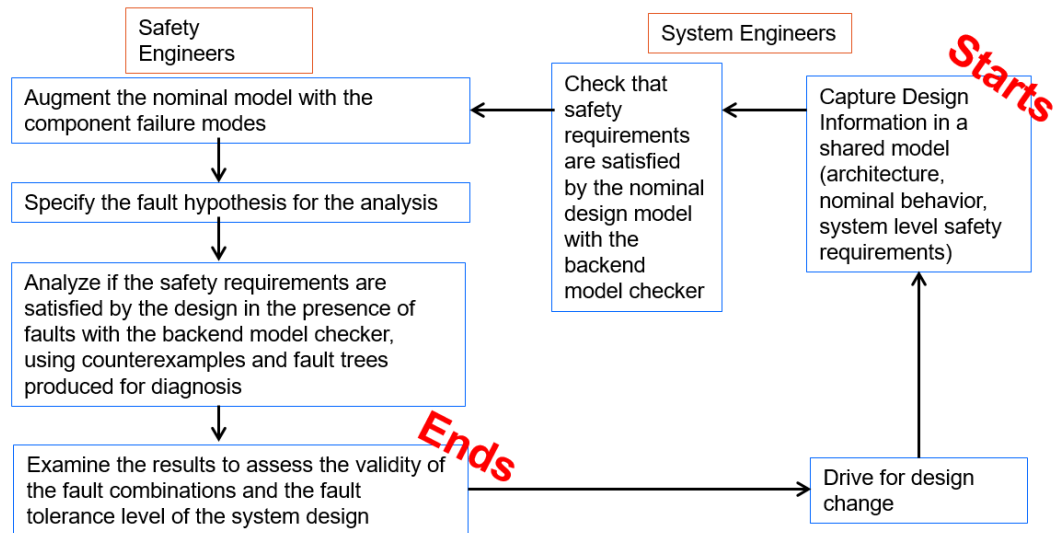 Safety
Engineers
System Engineers
Starts
Augment the nominal model with the
component failure modes
Check that
safety
requirements
are satisfied
by the nominal
design model
with the
backend
model checker
Capture Design
Information in a
shared model
(architecture,
nominal behavior,
system level safety
requirements)
Specify the fault hypothesis for the analysis
Analyze if the safety requirements are
satisfied by the design in the presence of
faults with the backend model checker,
using counterexamples and fault trees
produced for diagnosis
Ends
Examine the results to assess the validity of
the fault combinations and the fault
tolerance level of the system design
Drive for design
change